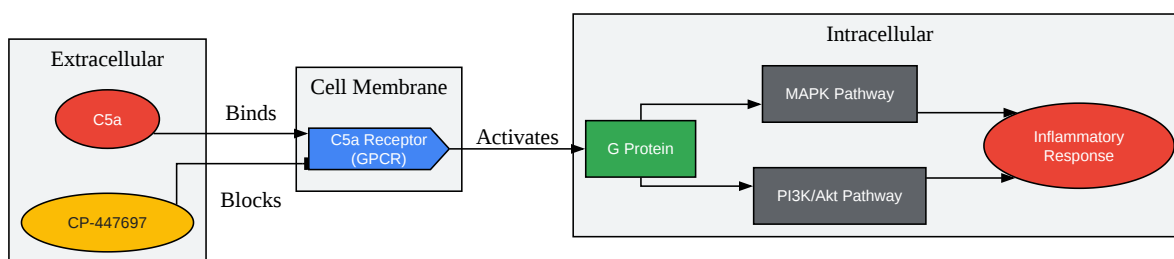 Extracellular
C5a
CP-447697
Binds
Blocks
Cell Membrane
C5a Receptor
(GPCR)
Activates
Intracellular
G Protein
MAPK Pathway
PI3K/Akt Pathway
Inflammatory
Response